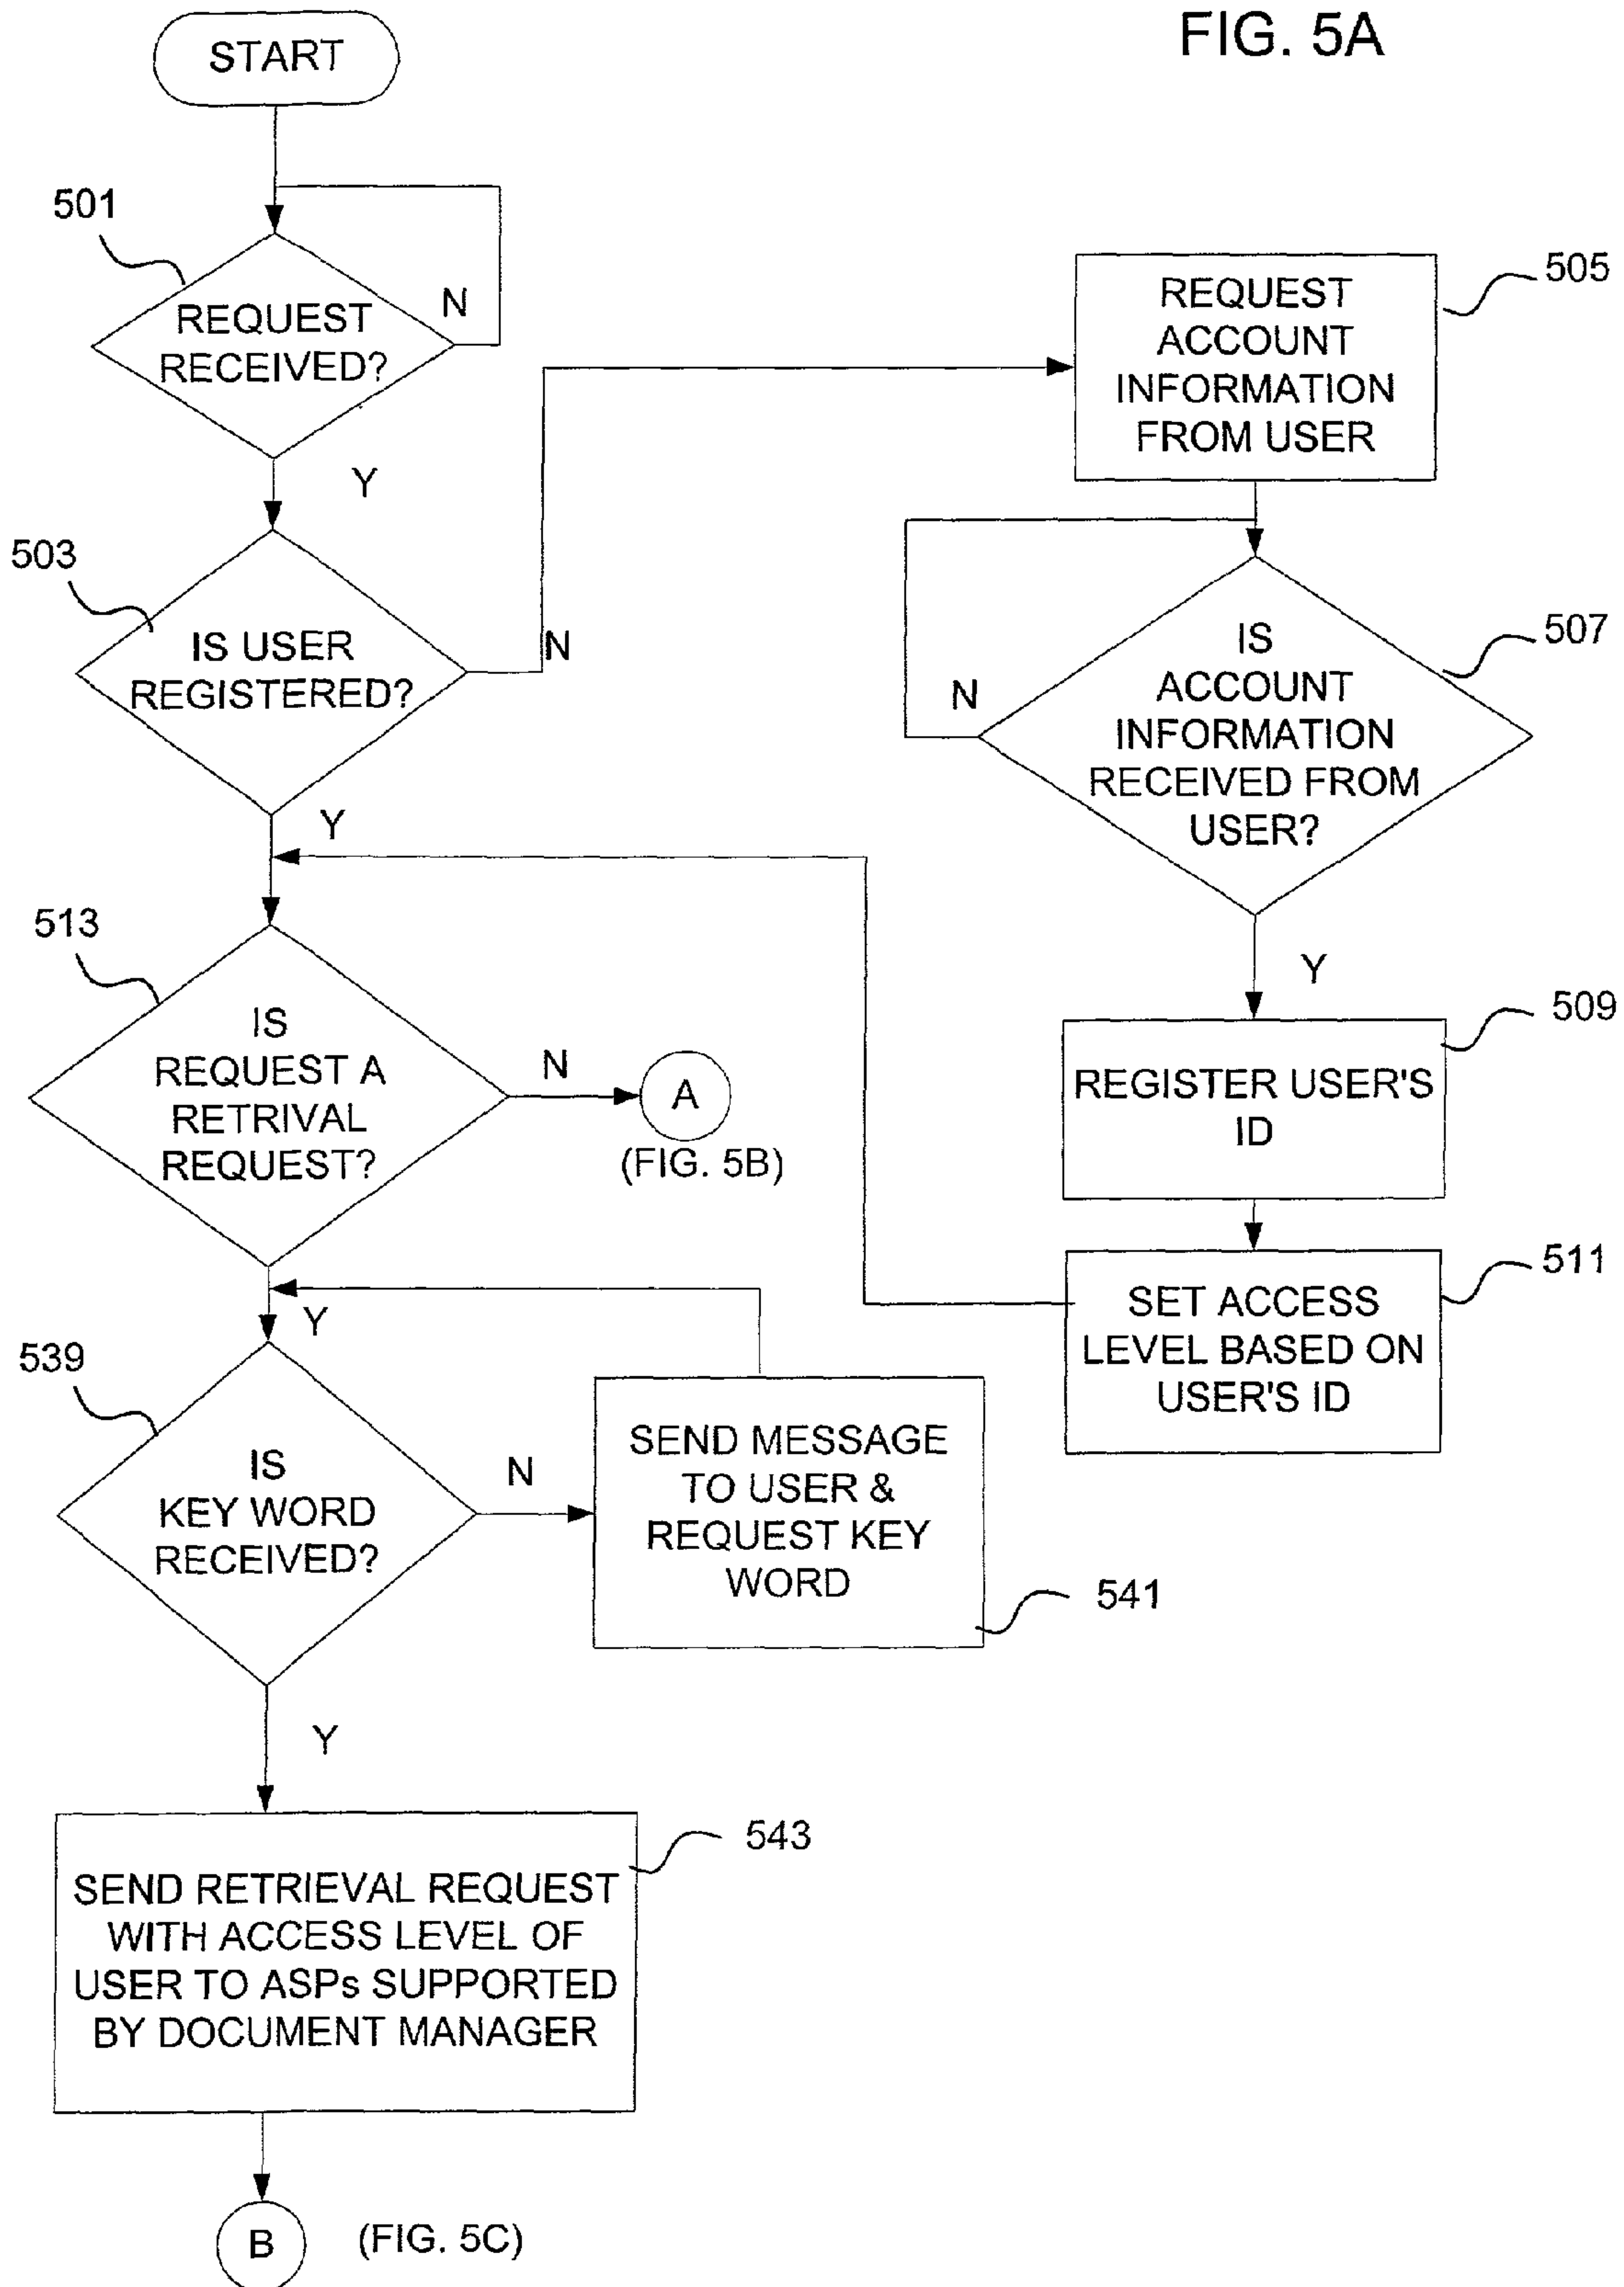 FIG. 5A
START
501
REQUEST
RECEIVED?
N
Y
503
IS USER
REGISTERED?
N
Y
505
REQUEST
ACCOUNT
INFORMATION
FROM USER
507
IS
ACCOUNT
INFORMATION
RECEIVED FROM
USER?
N
Y
509
REGISTER USER'S
ID
511
SET ACCESS
LEVEL BASED ON
USER'S ID
513
IS
REQUEST A
RETRIVAL
REQUEST?
N
A
(FIG. 5B)
Y
539
IS
KEY WORD
RECEIVED?
N
SEND MESSAGE
TO USER &
REQUEST KEY
WORD
541
Y
543
SEND RETRIEVAL REQUEST
WITH ACCESS LEVEL OF
USER TO ASPs SUPPORTED
BY DOCUMENT MANAGER
B
(FIG. 5C)